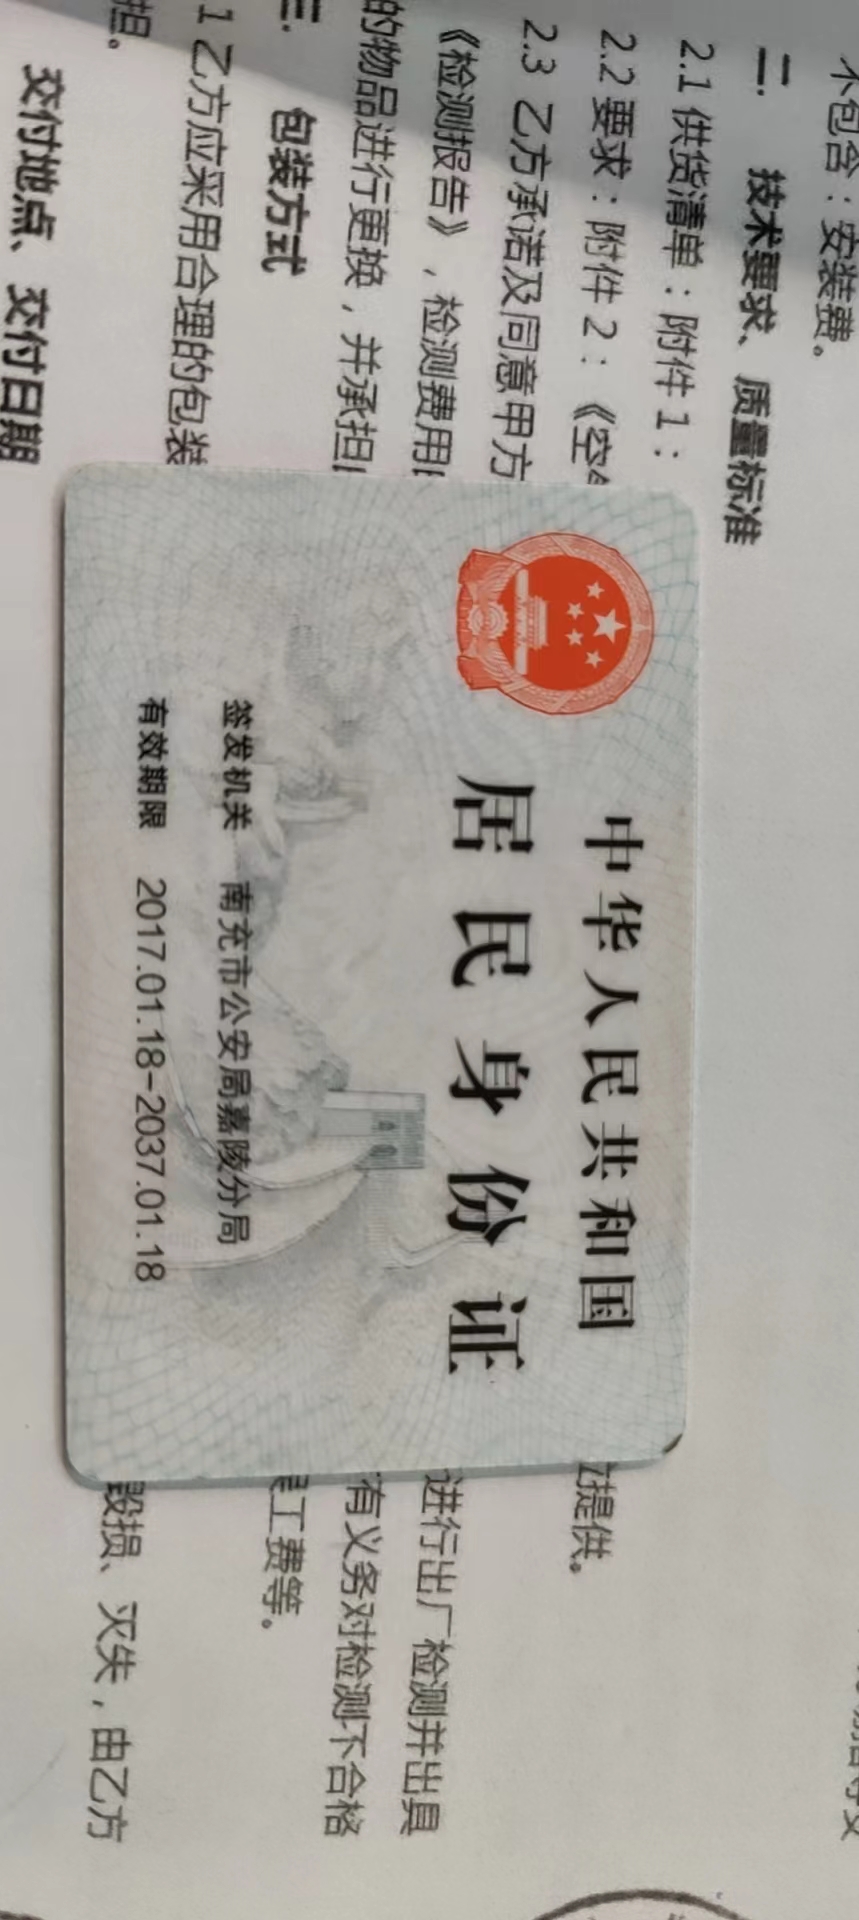 不包含：安装费。
二. 技术要求、质量标准
2.1 供货清单：附件 1：
2.2 要求：附件 2：《空
提供。
2.3 乙方承诺及同意甲方
进行出厂检测并出具
《检测报告》，检测费用
有义务对检测不合格
的物品进行更换，并承担
工费等。
三. 包装方式
1 乙方应采用合理的包装
毁损、灭失，由乙方
担。
交付地点、交付日期
中华人民共和国
居民身份证
签发机关 南充市公安局嘉陵分局
有效期限 2017.01.18-2037.01.18